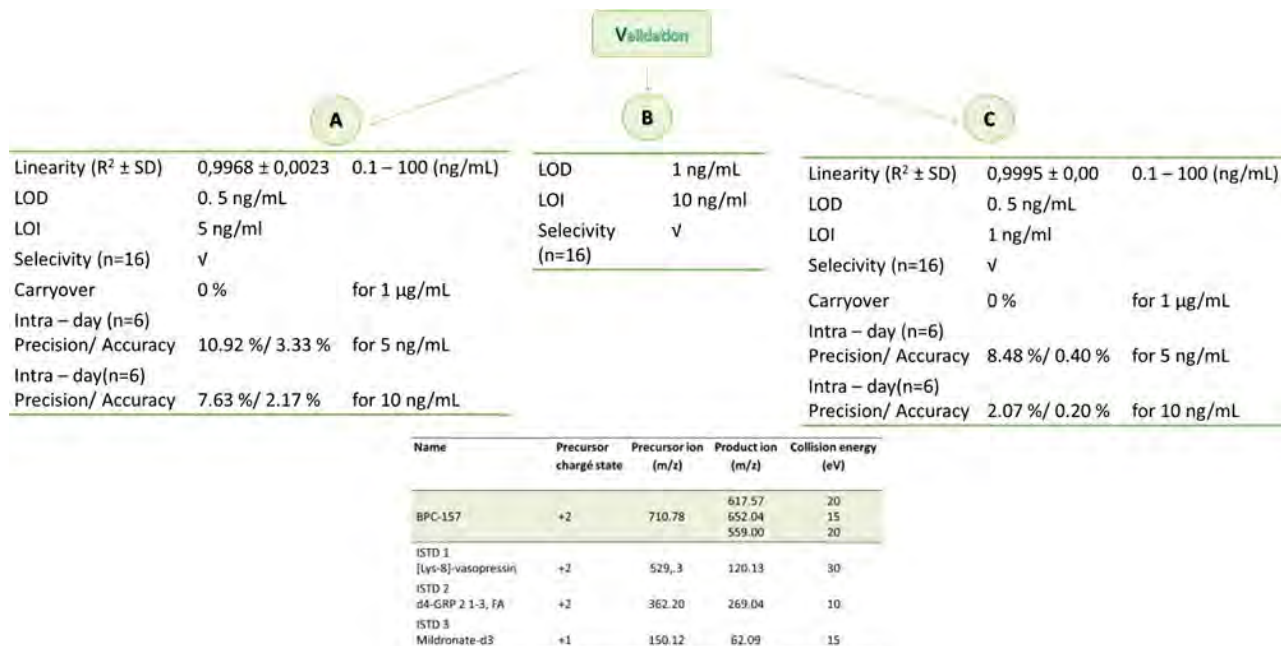 Validation
A
Linearity (R² ± SD) 0,9968 ± 0,0023 0.1 – 100 (ng/mL)
LOD 0. 5 ng/mL
LOI 5 ng/ml
Selecivity (n=16) √
Carryover 0 % for 1 µg/mL
Intra – day (n=6)
Precision/ Accuracy 10.92 %/ 3.33 % for 5 ng/mL
Intra – day(n=6)
Precision/ Accuracy 7.63 %/ 2.17 % for 10 ng/mL
B
LOD 1 ng/mL
LOI 10 ng/ml
Selecivity √
(n=16)
C
Linearity (R² ± SD) 0,9995 ± 0,00 0.1 – 100 (ng/mL)
LOD 0. 5 ng/mL
LOI 1 ng/ml
Selecivity (n=16) √
Carryover 0 % for 1 µg/mL
Intra – day (n=6)
Precision/ Accuracy 8.48 %/ 0.40 % for 5 ng/mL
Intra – day(n=6)
Precision/ Accuracy 2.07 %/ 0.20 % for 10 ng/mL
Name Precursor Precursor ion Product ion Collision energy
chargé state (m/z) (m/z) (eV)
617.57 20
BPC-157 +2 710.78 652.04 15
559.00 20
ISTD 1
[Lys-8]-vasopressin +2 529,.3 120.13 30
ISTD 2
d4-GRP 2 1-3, FA +2 362.20 269.04 10
ISTD 3
Mildronate-d3 +1 150.12 62.09 15